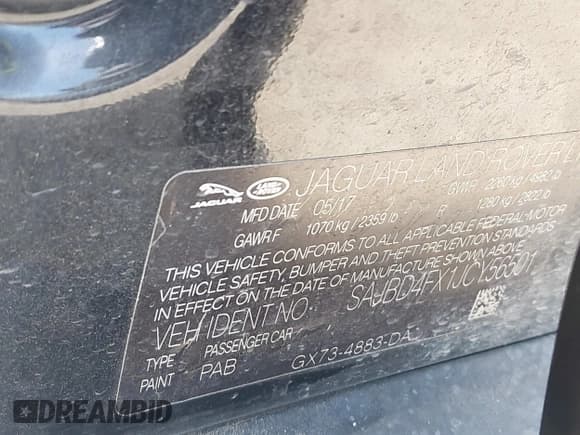 JAGUAR
LAND ROVER
JAGUAR LAND ROVER
MFD DATE 05/17 GVWR 2060 kg / 4542 lb
GAWR F 1070 kg / 2359 lb R 1280 kg / 2822 lb
THIS VEHICLE CONFORMS TO ALL APPLICABLE FEDERAL MOTOR
VEHICLE SAFETY, BUMPER AND THEFT PREVENTION STANDARDS
IN EFFECT ON THE DATE OF MANUFACTURE SHOWN ABOVE
VEH IDENT NO. SAJBD4FX1JCY56501
TYPE PASSENGER CAR
PAINT PAB GX73-4883-DA
DREAMBID